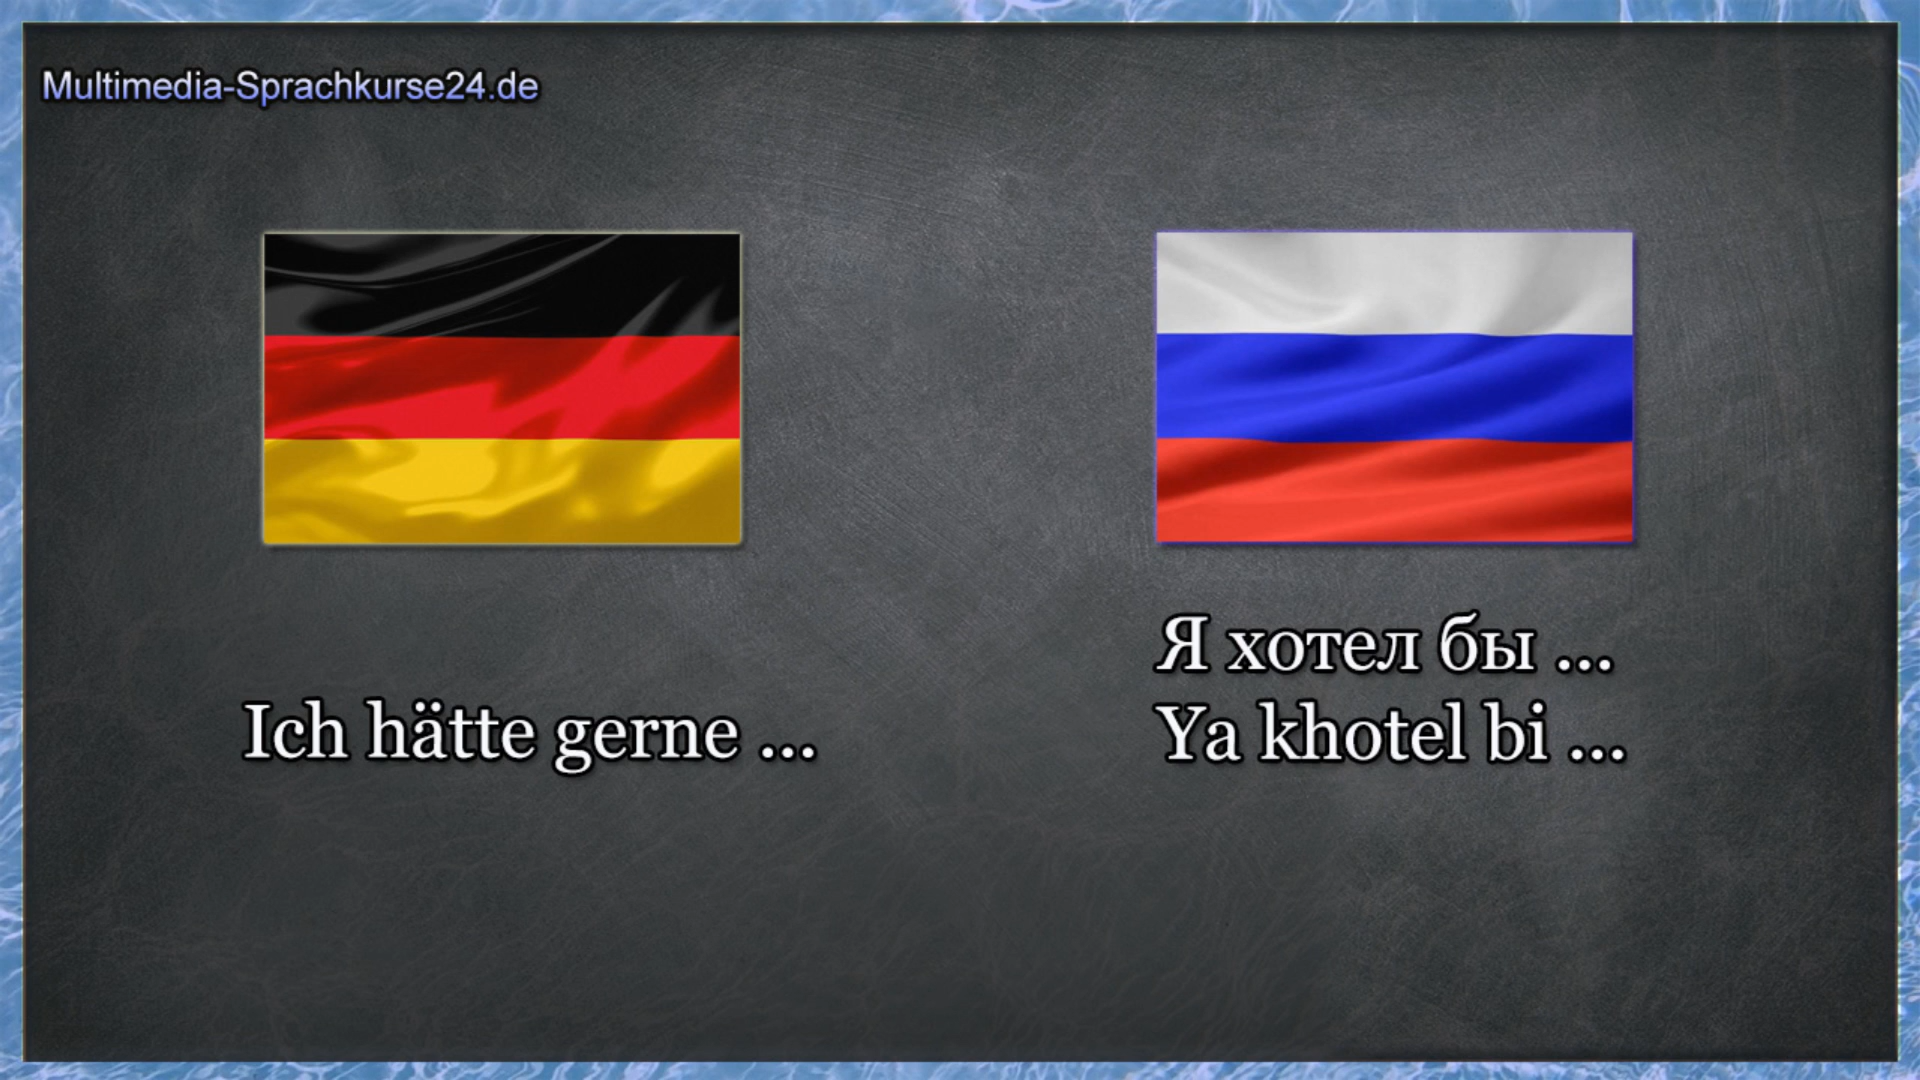 Multimedia-Sprachkurse24.de
Ich hätte gerne ...
Я хотел бы ...
Ya khotel bi ...